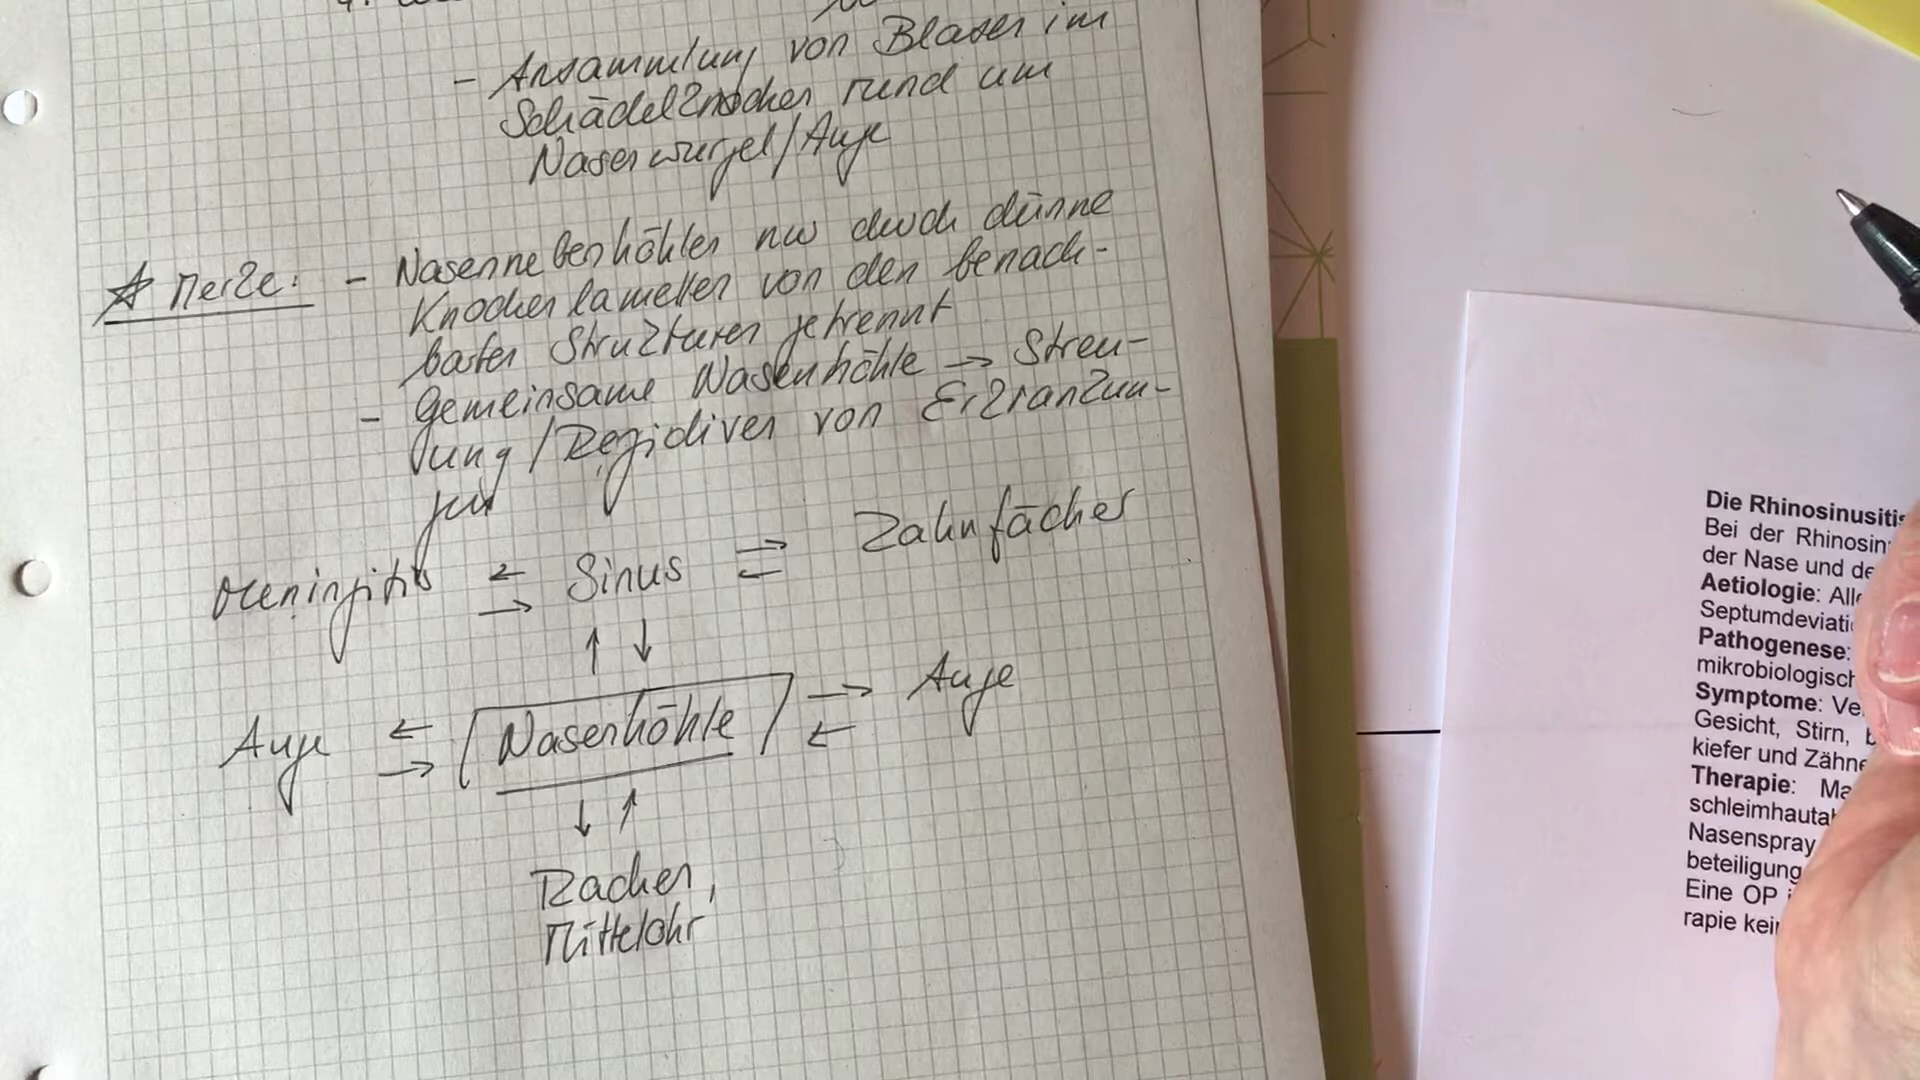 - Ansammlung von Blasen im
Schädelknochen rund um
Nasenwurzel/Auge
Merke: - Nasennebenhöhlen nur durch dünne
Knochenlamellen von den benach-
barten Strukturen getrennt
- Gemeinsame Nasenhöhle → Streu-
ung/Rezidiven von Erkrankun-
gen
Meningitis ← → Sinus → ← Zahnfächer
↑ ↓
Auge ← → Nasenhöhle → ← Auge
↓ ↑
Rachen,
Mittelohr
Die Rhinosinusitis
Bei der Rhinosin
der Nase und de
Aetiologie: Alle
Septumdeviati
Pathogenese:
mikrobiologisch
Symptome: Ve
Gesicht, Stirn, b
kiefer und Zähne
Therapie: Ma
schleimhautab
Nasenspray
beteiligung
Eine OP i
rapie kein